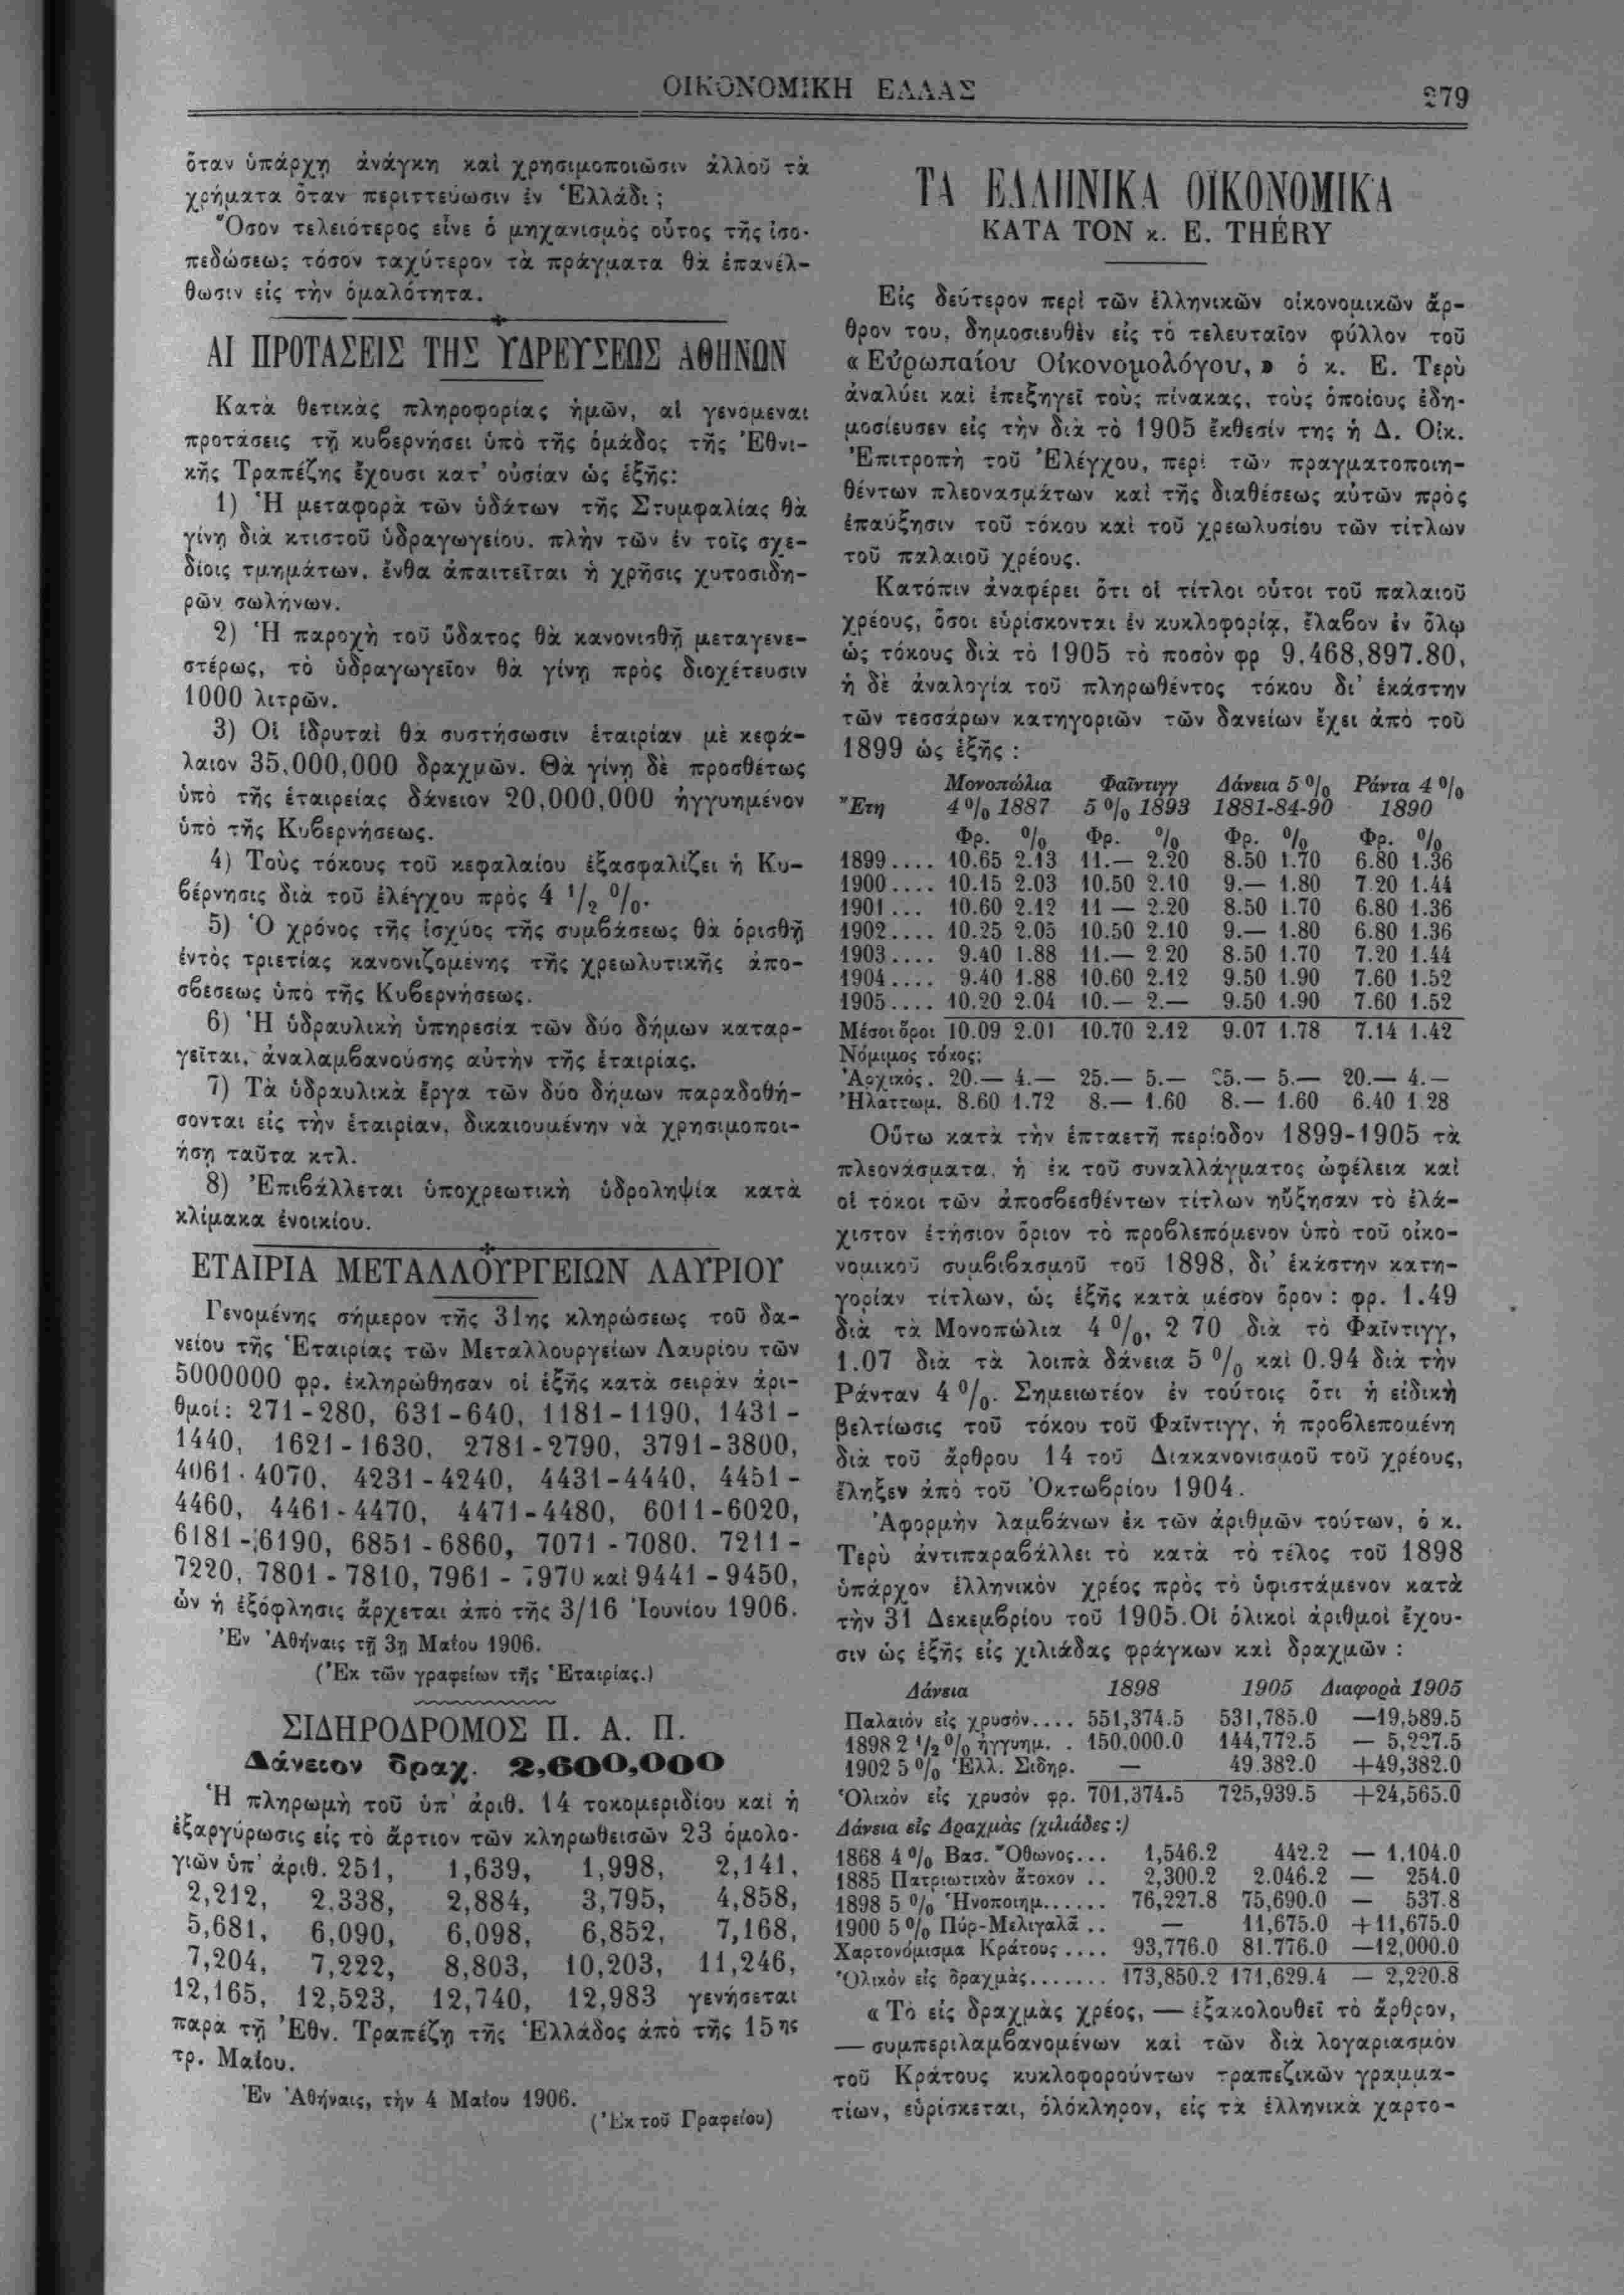 ΟΙΚΟΝΟΜΙΚΗ ΕΛΛΑΣ
279
ὅταν ὑπάρχῃ ἀνάγκη καὶ χρησιμοποιῶσιν ἀλλοῦ τὰ
χρήματα ὅταν περιττεύωσιν ἐν Ἑλλάδι ;
Ὅσον τελειότερος εἶνε ὁ μηχανισμὸς οὗτος τῆς ἰσο-
πεδώσεως τόσον ταχύτερον τὰ πράγματα θὰ ἐπανέλ-
θωσιν εἰς τὴν ὁμαλότητα.
ΑΙ ΠΡΟΤΑΣΕΙΣ ΤΗΣ ΥΔΡΕΥΣΕΩΣ ΑΘΗΝΩΝ
Κατὰ θετικὰς πληροφορίας ἡμῶν, αἱ γενόμεναι
προτάσεις τῇ κυβερνήσει ὑπὸ τῆς ὁμάδος τῆς Ἐθνι-
κῆς Τραπέζης ἔχουσι κατ' οὐσίαν ὡς ἑξῆς:
1) Ἡ μεταφορὰ τῶν ὑδάτων τῆς Στυμφαλίας θὰ
γίνῃ διὰ κτιστοῦ ὑδραγωγείου, πλὴν τῶν ἐν τοῖς σχε-
δίοις τμημάτων, ἔνθα ἀπαιτεῖται ἡ χρῆσις χυτοσιδη-
ρῶν σωλήνων.
2) Ἡ παροχὴ τοῦ ὕδατος θὰ κανονισθῇ μεταγενε-
στέρως, τὸ ὑδραγωγεῖον θὰ γίνῃ πρὸς διοχέτευσιν
1000 λιτρῶν.
3) Οἱ ἱδρυταὶ θὰ συστήσωσιν ἑταιρίαν μὲ κεφά-
λαιον 35,000,000 δραχμῶν. Θὰ γίνῃ δὲ προσθέτως
ὑπὸ τῆς ἑταιρείας δάνειον 20,000,000 ἠγγυημένον
ὑπὸ τῆς Κυβερνήσεως.
4) Τοὺς τόκους τοῦ κεφαλαίου ἐξασφαλίζει ἡ Κυ-
βέρνησις διὰ τοῦ ἐλέγχου πρὸς 4 1/2 0/0.
5) Ὁ χρόνος τῆς ἰσχύος τῆς συμβάσεως θὰ ὁρισθῇ
ἐντὸς τριετίας κανονιζομένης τῆς χρεωλυτικῆς ἀπο-
σβέσεως ὑπὸ τῆς Κυβερνήσεως.
6) Ἡ ὑδραυλικὴ ὑπηρεσία τῶν δύο δήμων καταρ-
γεῖται, ἀναλαμβανούσης αὐτὴν τῆς ἑταιρίας.
7) Τὰ ὑδραυλικὰ ἔργα τῶν δύο δήμων παραδοθή-
σονται εἰς τὴν ἑταιρίαν, δικαιουμένην νὰ χρησιμοποι-
ήσῃ ταῦτα κτλ.
8) Ἐπιβάλλεται ὑποχρεωτικὴ ὑδροληψία κατὰ
κλίμακα ἐνοικίου.
ΕΤΑΙΡΙΑ ΜΕΤΑΛΛΟΥΡΓΕΙΩΝ ΛΑΥΡΙΟΥ
Γενομένης σήμερον τῆς 31ης κληρώσεως τοῦ δα-
νείου τῆς Ἑταιρίας τῶν Μεταλλουργείων Λαυρίου τῶν
5000000 φρ. ἐκληρώθησαν οἱ ἑξῆς κατὰ σειρὰν ἀρι-
θμοί: 271-280, 631-640, 1181-1190, 1431-
1440, 1621-1630, 2781-2790, 3791-3800,
4061-4070, 4231-4240, 4431-4440, 4451-
4460, 4461-4470, 4471-4480, 6011-6020,
6181-6190, 6851-6860, 7071-7080, 7211-
7220, 7801-7810, 7961-7970 καὶ 9441-9450,
ὧν ἡ ἐξόφλησις ἄρχεται ἀπὸ τῆς 3/16 Ἰουνίου 1906.
Ἐν Ἀθήναις τῇ 3ῃ Μαΐου 1906.
(Ἐκ τῶν γραφείων τῆς Ἑταιρίας.)
ΣΙΔΗΡΟΔΡΟΜΟΣ Π. Α. Π.
Δάνειον δραχ. 2,600,000
Ἡ πληρωμὴ τοῦ ὑπ' ἀριθ. 14 τοκομεριδίου καὶ ἡ
ἐξαργύρωσις εἰς τὸ ἄρτιον τῶν κληρωθεισῶν 23 ὁμολο-
γιῶν ὑπ' ἀριθ. 251, 1,639, 1,998, 2,141,
2,212, 2,338, 2,884, 3,795, 4,858,
5,681, 6,090, 6,098, 6,852, 7,168,
7,204, 7,222, 8,803, 10,203, 11,246,
12,165, 12,523, 12,740, 12,983 γενήσεται
παρὰ τῇ Ἐθν. Τραπέζῃ τῆς Ἑλλάδος ἀπὸ τῆς 15ης
τρ. Μαΐου.
Ἐν Ἀθήναις, τὴν 4 Μαΐου 1906.
(Ἐκ τοῦ Γραφείου)
ΤΑ ΕΛΛΗΝΙΚΑ ΟΙΚΟΝΟΜΙΚΑ
ΚΑΤΑ ΤΟΝ κ. Ε. THÉRY
Εἰς δεύτερον περὶ τῶν ἑλληνικῶν οἰκονομικῶν ἄρ-
θρον του, δημοσιευθὲν εἰς τὸ τελευταῖον φύλλον τοῦ
« Εὐρωπαίου Οἰκονομολόγου, » ὁ κ. Ε. Τερὺ
ἀναλύει καὶ ἐπεξηγεῖ τοὺς πίνακας, τοὺς ὁποίους ἐδη-
μοσίευσεν εἰς τὴν διὰ τὸ 1905 ἔκθεσίν της ἡ Δ. Οἰκ.
Ἐπιτροπὴ τοῦ Ἐλέγχου, περὶ τῶν πραγματοποιη-
θέντων πλεονασμάτων καὶ τῆς διαθέσεως αὐτῶν πρὸς
ἐπαύξησιν τοῦ τόκου καὶ τοῦ χρεωλυσίου τῶν τίτλων
τοῦ παλαιοῦ χρέους.
Κατόπιν ἀναφέρει ὅτι οἱ τίτλοι οὗτοι τοῦ παλαιοῦ
χρέους, ὅσοι εὑρίσκονται ἐν κυκλοφορίᾳ, ἔλαβον ἐν ὅλῳ
ὡς τόκους διὰ τὸ 1905 τὸ ποσὸν φρ 9,468,897.80,
ἡ δὲ ἀναλογία τοῦ πληρωθέντος τόκου δι' ἑκάστην
τῶν τεσσάρων κατηγοριῶν τῶν δανείων ἔχει ἀπὸ τοῦ
1899 ὡς ἑξῆς :
Μονοπώλια Φαῖντιγγ Δάνεια 5 0/0 Ράντα 4 0/0
Ἔτη 4 0/0 1887 5 0/0 1893 1881-84-90 1890
Φρ. 0/0 Φρ. 0/0 Φρ. 0/0 Φρ. 0/0
1899.... 10.65 2.13 11.— 2.20 8.50 1.70 6.80 1.36
1900.... 10.15 2.03 10.50 2.10 9.— 1.80 7.20 1.44
1901... 10.60 2.12 11 — 2.20 8.50 1.70 6.80 1.36
1902.... 10.25 2.05 10.50 2.10 9.— 1.80 6.80 1.36
1903.... 9.40 1.88 11.— 2.20 8.50 1.70 7.20 1.44
1904.... 9.40 1.88 10.60 2.12 9.50 1.90 7.60 1.52
1905.... 10.20 2.04 10.— 2.— 9.50 1.90 7.60 1.52
Μέσοι ὅροι 10.09 2.01 10.70 2.12 9.07 1.78 7.14 1.42
Νόμιμος τόκος:
Ἀρχικὸς. 20.— 4.— 25.— 5.— 25.— 5.— 20.— 4.—
Ἠλαττωμ. 8.60 1.72 8.— 1.60 8.— 1.60 6.40 1.28
Οὕτω κατὰ τὴν ἑπταετῆ περίοδον 1899-1905 τὰ
πλεονάσματα, ἡ ἐκ τοῦ συναλλάγματος ὠφέλεια καὶ
οἱ τόκοι τῶν ἀποσβεσθέντων τίτλων ηὔξησαν τὸ ἐλά-
χιστον ἐτήσιον ὅριον τὸ προβλεπόμενον ὑπὸ τοῦ οἰκο-
νομικοῦ συμβιβασμοῦ τοῦ 1898, δι' ἑκάστην κατη-
γορίαν τίτλων, ὡς ἑξῆς κατὰ μέσον ὅρον : φρ. 1.49
διὰ τὰ Μονοπώλια 4 0/0, 2 70 διὰ τὸ Φαῖντιγγ,
1.07 διὰ τὰ λοιπὰ δάνεια 5 0/0 καὶ 0.94 διὰ τὴν
Ράνταν 4 0/0. Σημειωτέον ἐν τούτοις ὅτι ἡ εἰδικὴ
βελτίωσις τοῦ τόκου τοῦ Φαῖντιγγ, ἡ προβλεπομένη
διὰ τοῦ ἄρθρου 14 τοῦ Διακανονισμοῦ τοῦ χρέους,
ἔληξεν ἀπὸ τοῦ Ὀκτωβρίου 1904.
Ἀφορμὴν λαμβάνων ἐκ τῶν ἀριθμῶν τούτων, ὁ κ.
Τερὺ ἀντιπαραβάλλει τὸ κατὰ τὸ τέλος τοῦ 1898
ὑπάρχον ἑλληνικὸν χρέος πρὸς τὸ ὑφιστάμενον κατὰ
τὴν 31 Δεκεμβρίου τοῦ 1905. Οἱ ὁλικοὶ ἀριθμοὶ ἔχου-
σιν ὡς ἑξῆς εἰς χιλιάδας φράγκων καὶ δραχμῶν :
Δάνεια 1898 1905 Διαφορὰ 1905
Παλαιόν εἰς χρυσόν.... 551,374.5 531,785.0 —19,589.5
1898 2 1/2 0/0 ἠγγυημ. . 150,000.0 144,772.5 — 5,227.5
1902 5 0/0 Ἑλλ. Σιδηρ. — 49.382.0 +49,382.0
Ὁλικὸν εἰς χρυσὸν φρ. 701,374.5 725,939.5 +24,565.0
Δάνεια εἰς Δραχμὰς (χιλιάδες :)
1868 4 0/0 Βασ. Ὄθωνος... 1,546.2 442.2 — 1,104.0
1885 Πατριωτικὸν ἄτοκον .. 2,300.2 2.046.2 — 254.0
1898 5 0/0 Ἡνοποιημ...... 76,227.8 75,690.0 — 537.8
1900 5 0/0 Πύρ-Μελιγαλᾶ .. — 11,675.0 +11,675.0
Χαρτονόμισμα Κράτους .... 93,776.0 81.776.0 —12,000.0
Ὁλικὸν εἰς δραχμὰς....... 173,850.2 171,629.4 — 2,220.8
« Τὸ εἰς δραχμὰς χρέος, — ἐξακολουθεῖ τὸ ἄρθρον,
— συμπεριλαμβανομένων καὶ τῶν διὰ λογαριασμὸν
τοῦ Κράτους κυκλοφορούντων τραπεζικῶν γραμμα-
τίων, εὑρίσκεται, ὁλόκληρον, εἰς τὰ ἑλληνικὰ χαρτο-